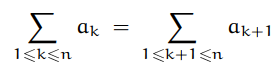 ∑_{1⩽k⩽n} a_k = ∑_{1⩽k+1⩽n} a_{k+1}